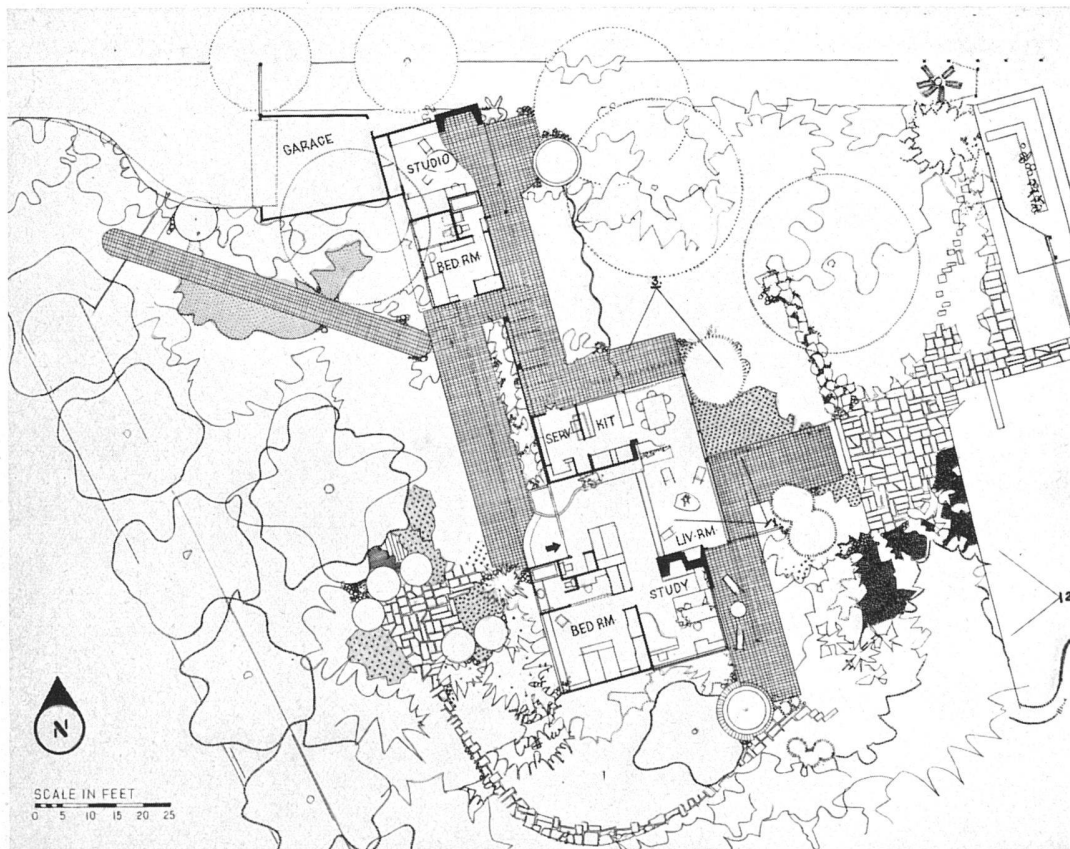 GARAGE
STUDIO
BED RM
3.
SERV
KIT
LIV-RM
STUDY
BED RM
N
SCALE IN FEET
0 5 10 15 20 25